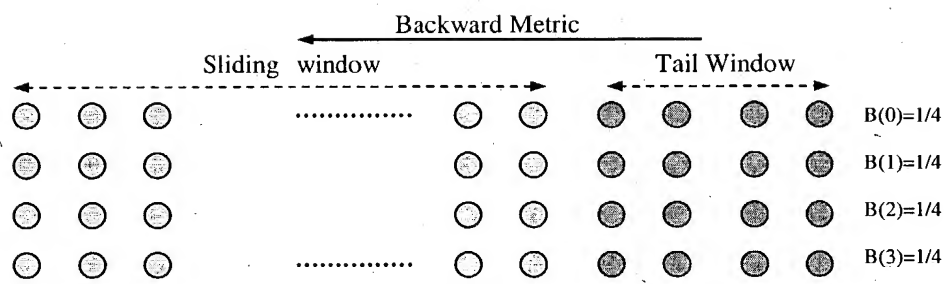 Backward Metric
Sliding window Tail Window
B(0)=1/4
B(1)=1/4
B(2)=1/4
B(3)=1/4